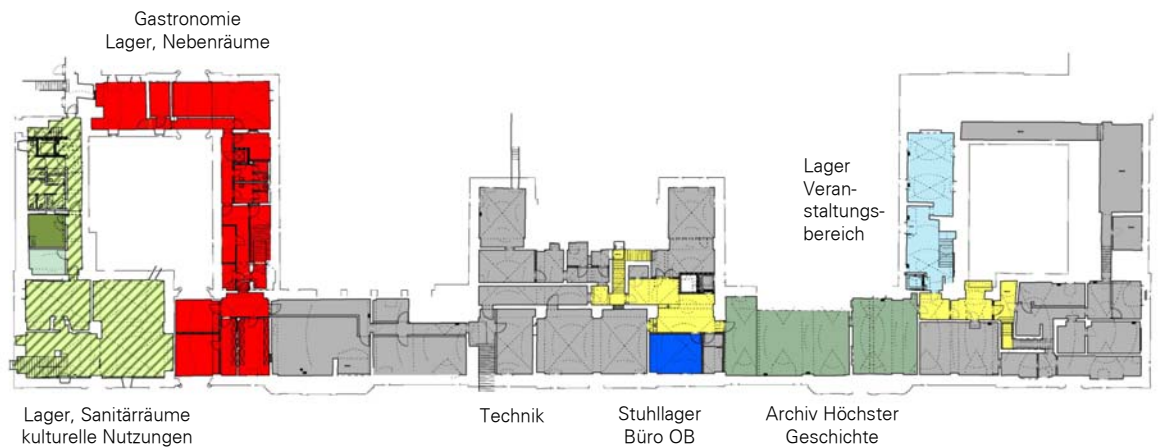 Gastronomie
Lager, Nebenräume
Lager
Veran-
staltungs-
bereich
Lager, Sanitärräume
kulturelle Nutzungen
Technik
Stuhllager
Büro OB
Archiv Höchster
Geschichte